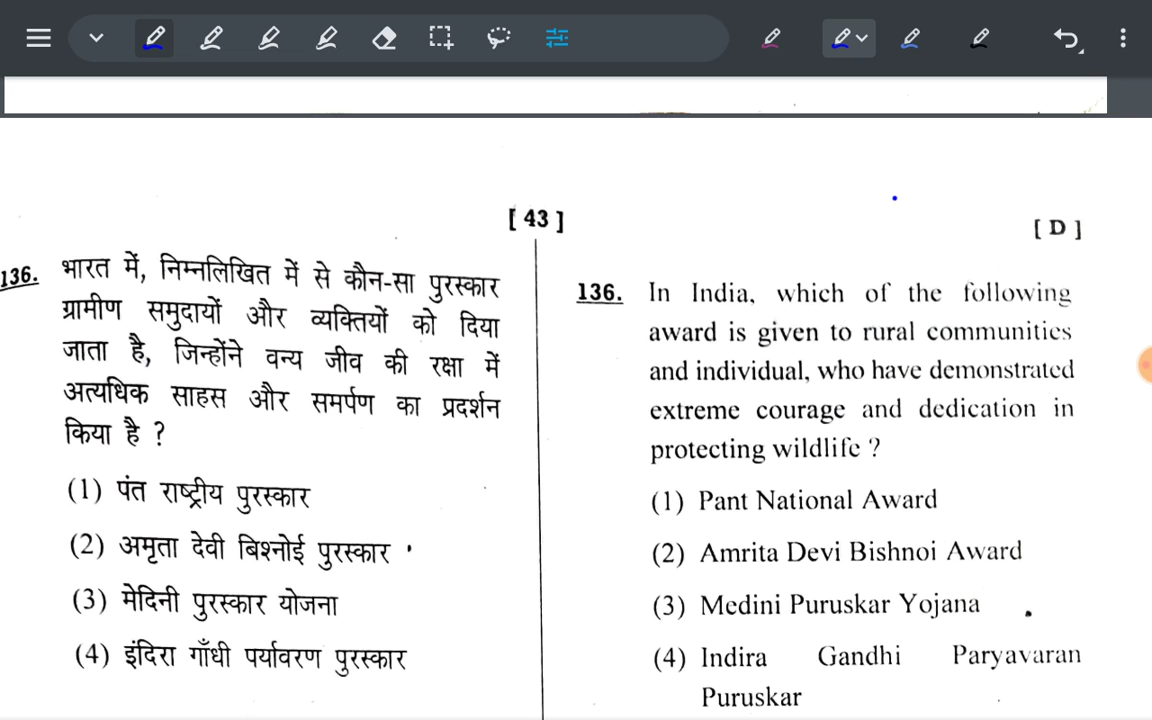 [ 43 ]
[ D ]
136. भारत में, निम्नलिखित में से कौन-सा पुरस्कार
ग्रामीण समुदायों और व्यक्तियों को दिया
जाता है, जिन्होंने वन्य जीव की रक्षा में
अत्यधिक साहस और समर्पण का प्रदर्शन
किया है ?
(1) पंत राष्ट्रीय पुरस्कार
(2) अमृता देवी बिश्नोई पुरस्कार
(3) मेदिनी पुरस्कार योजना
(4) इंदिरा गाँधी पर्यावरण पुरस्कार
136. In India, which of the following
award is given to rural communities
and individual, who have demonstrated
extreme courage and dedication in
protecting wildlife ?
(1) Pant National Award
(2) Amrita Devi Bishnoi Award
(3) Medini Puruskar Yojana
(4) Indira Gandhi Paryavaran
Puruskar